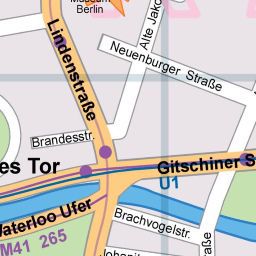 Museum
Berlin
Lindenstraße
Alte Jako
Neuenburger Straße
Brandesstr.
es Tor
Gitschiner S
U1
Waterloo Ufer
M41 265
Brachvogelstr.